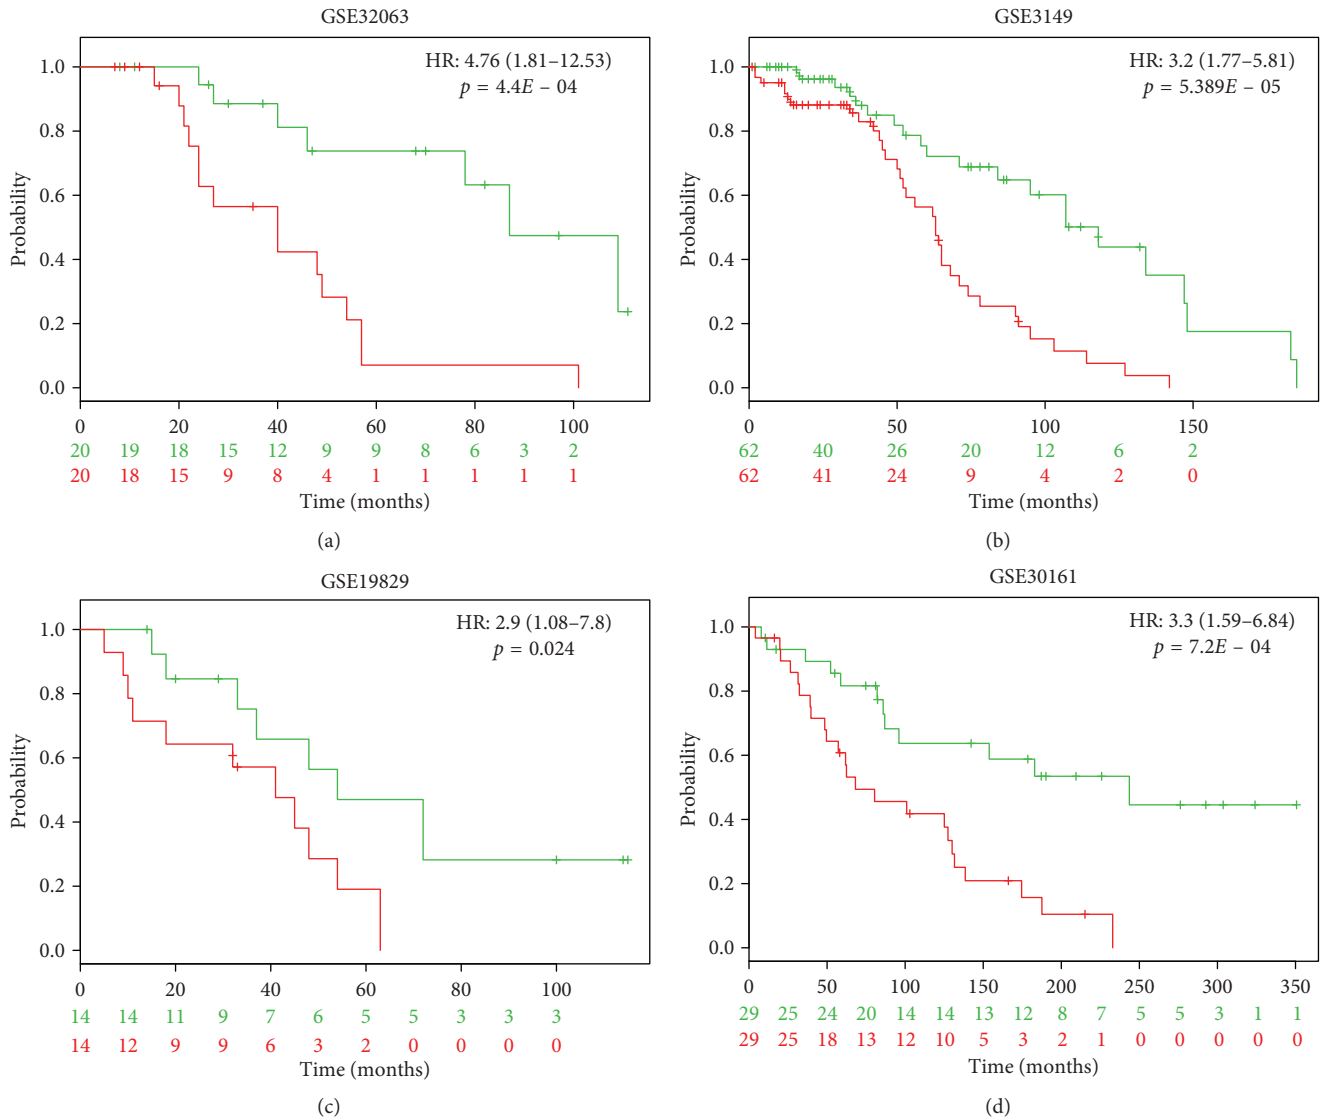 GSE32063
HR: 4.76 (1.81–12.53)
p = 4.4E – 04
Probability
1.0
0.8
0.6
0.4
0.2
0.0
0 20 40 60 80 100
20 19 18 15 12 9 9 8 6 3 2
20 18 15 9 8 4 1 1 1 1 1
Time (months)
(a)
GSE3149
HR: 3.2 (1.77–5.81)
p = 5.389E – 05
Probability
1.0
0.8
0.6
0.4
0.2
0.0
0 50 100 150
62 40 26 20 12 6 2
62 41 24 9 4 2 0
Time (months)
(b)
GSE19829
HR: 2.9 (1.08–7.8)
p = 0.024
Probability
1.0
0.8
0.6
0.4
0.2
0.0
0 20 40 60 80 100
14 14 11 9 7 6 5 5 3 3 3
14 12 9 9 6 3 2 0 0 0 0
Time (months)
(c)
GSE30161
HR: 3.3 (1.59–6.84)
p = 7.2E – 04
Probability
1.0
0.8
0.6
0.4
0.2
0.0
0 50 100 150 200 250 300 350
29 25 24 20 14 14 13 12 8 7 5 5 3 1 1
29 25 18 13 12 10 5 3 2 1 0 0 0 0 0
Time (months)
(d)